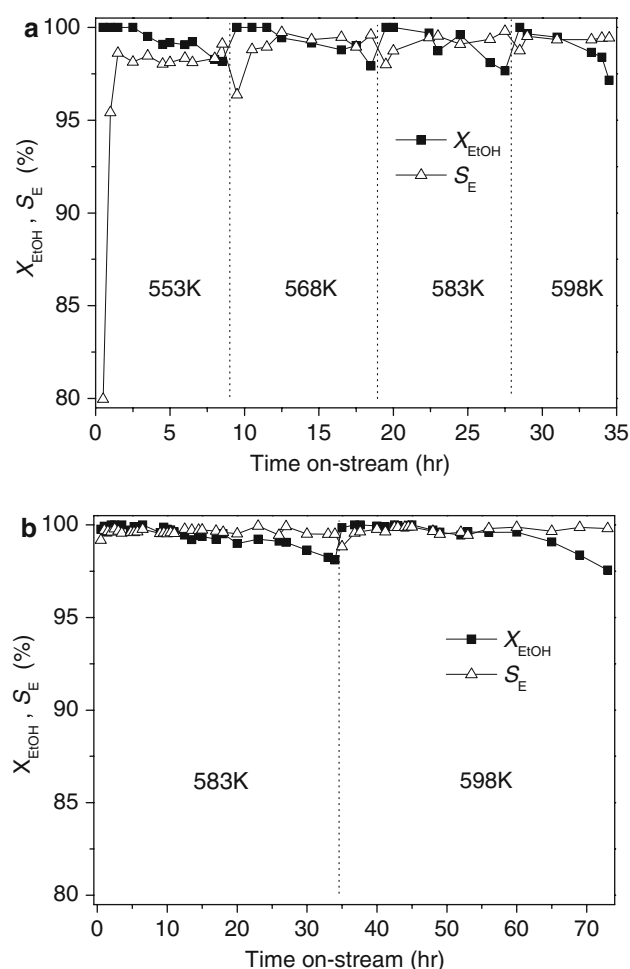 a
100
95
90
85
80
X_EtOH , S_E (%)
X_EtOH
S_E
553K
568K
583K
598K
0 5 10 15 20 25 30 35
Time on-stream (hr)
b
100
95
90
85
80
X_EtOH , S_E (%)
X_EtOH
S_E
583K
598K
0 10 20 30 40 50 60 70
Time on-stream (hr)